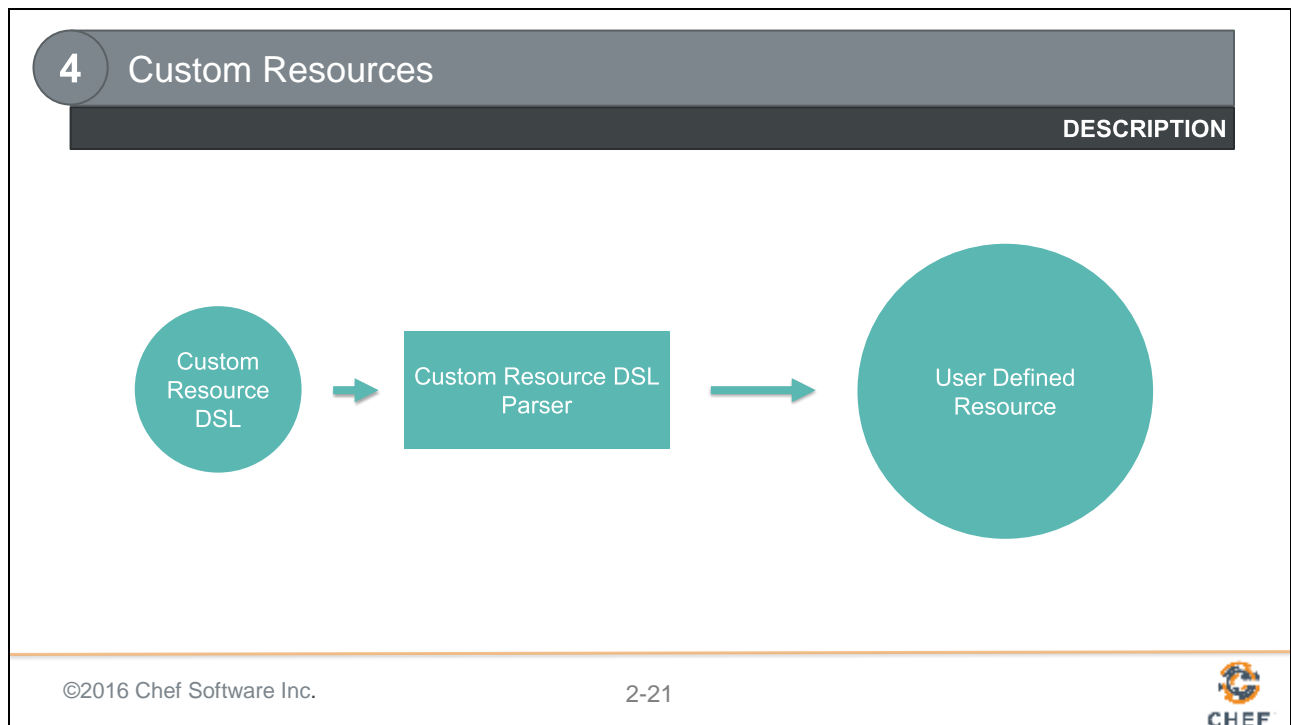 4
Custom Resources
DESCRIPTION
Custom
Resource
DSL
Custom Resource DSL
Parser
User Defined
Resource
©2016 Chef Software Inc.
2-21
CHEF